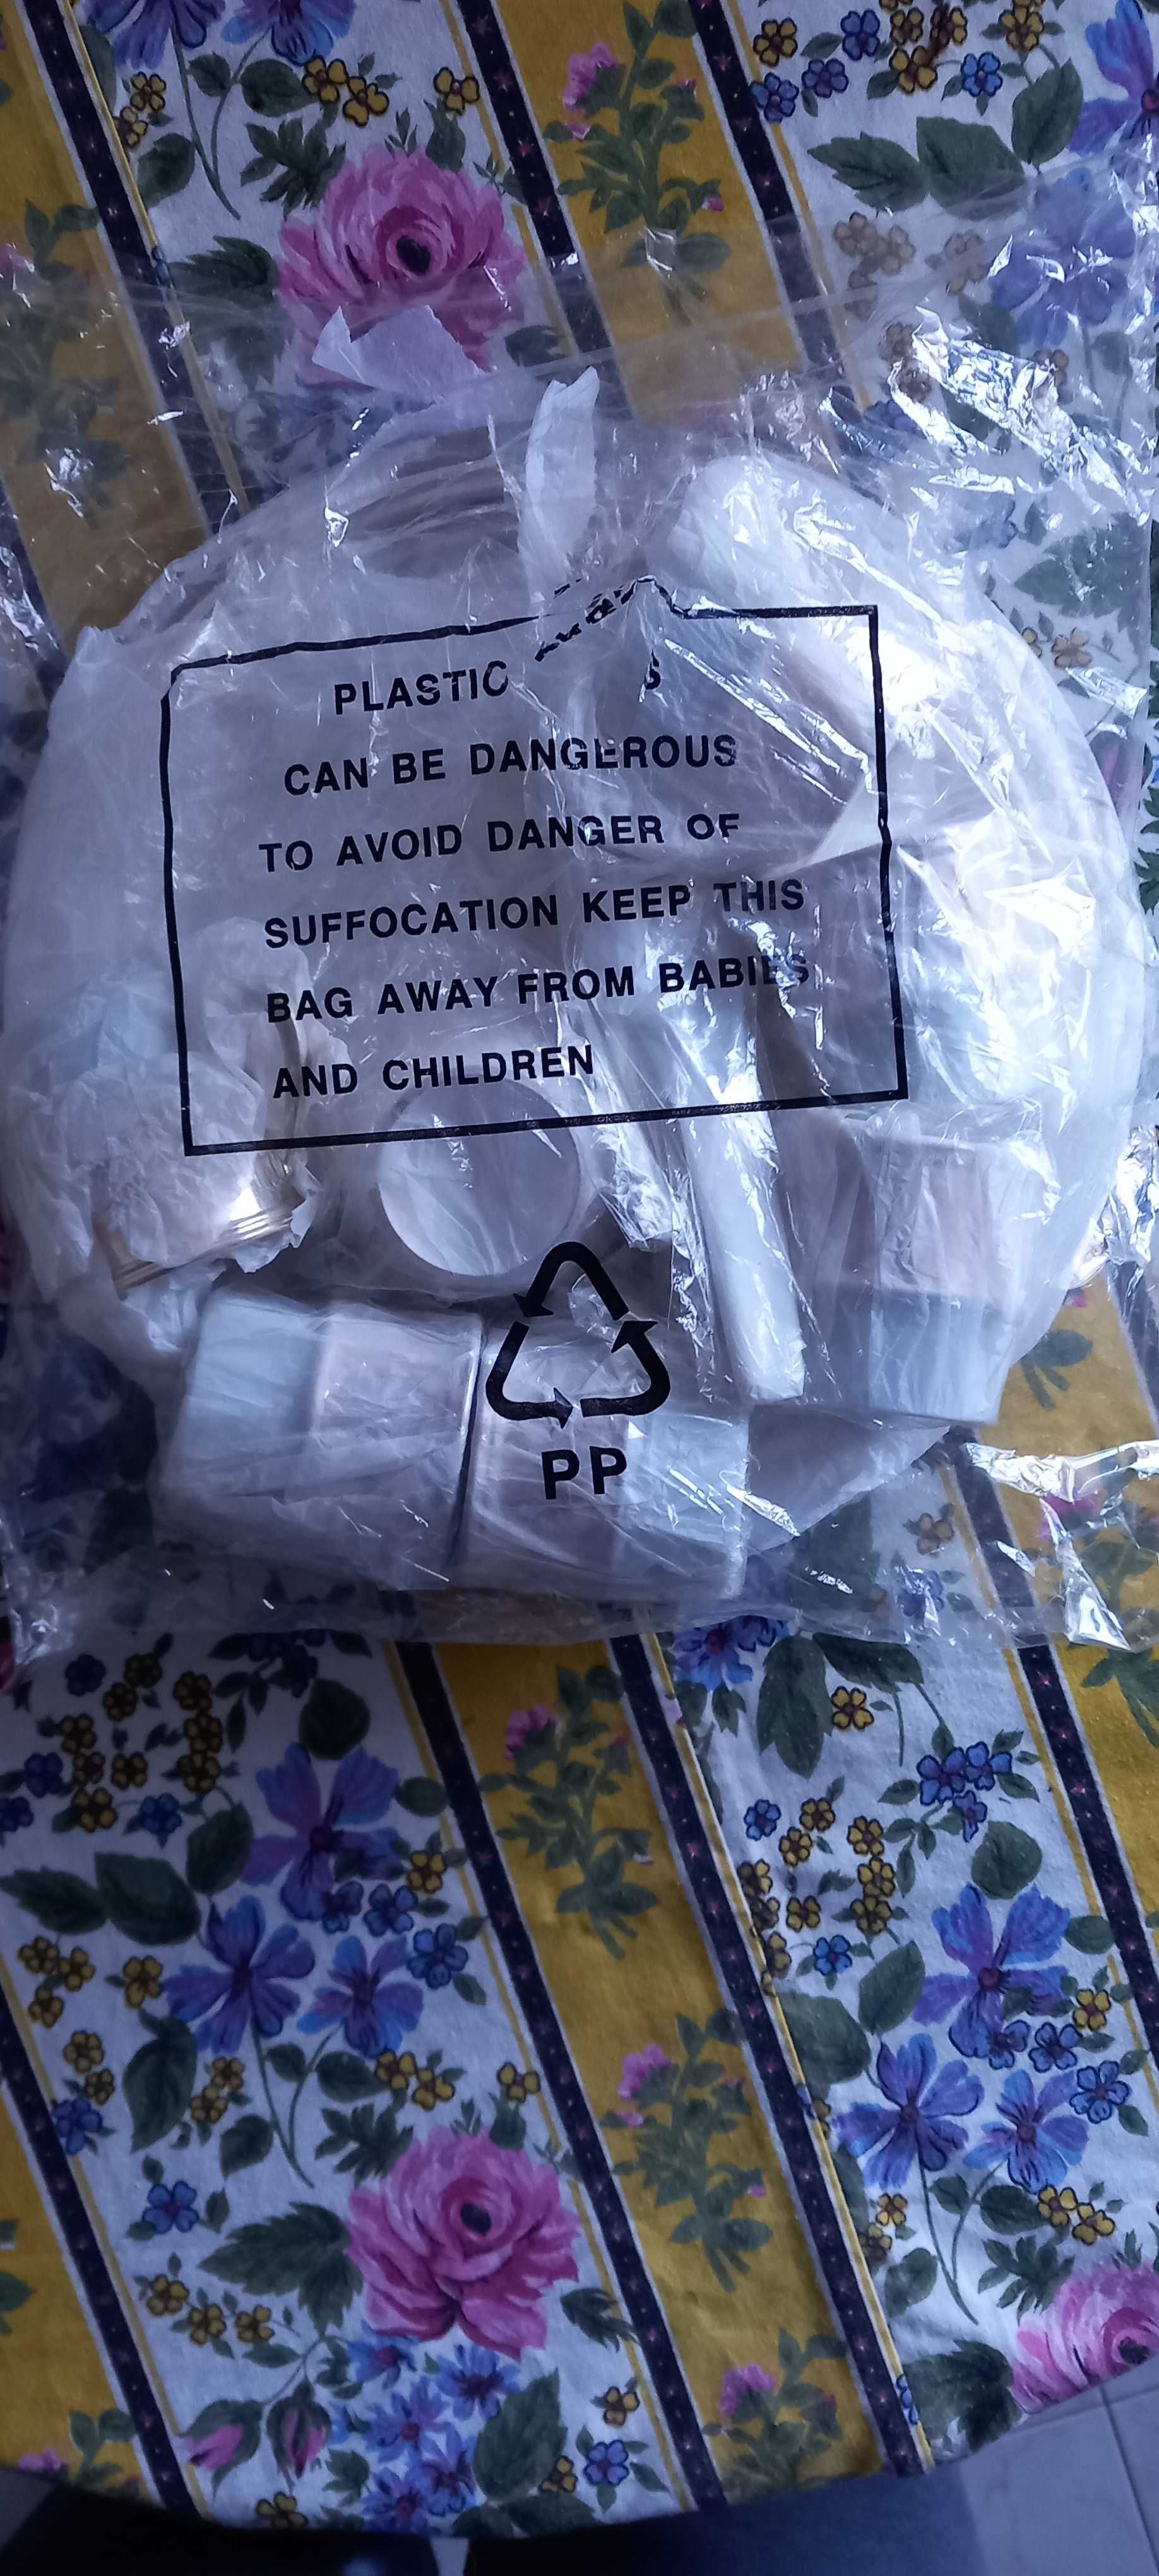 PLASTIC S
CAN BE DANGEROUS
TO AVOID DANGER OF
SUFFOCATION KEEP THIS
BAG AWAY FROM BABIES
AND CHILDREN
PP